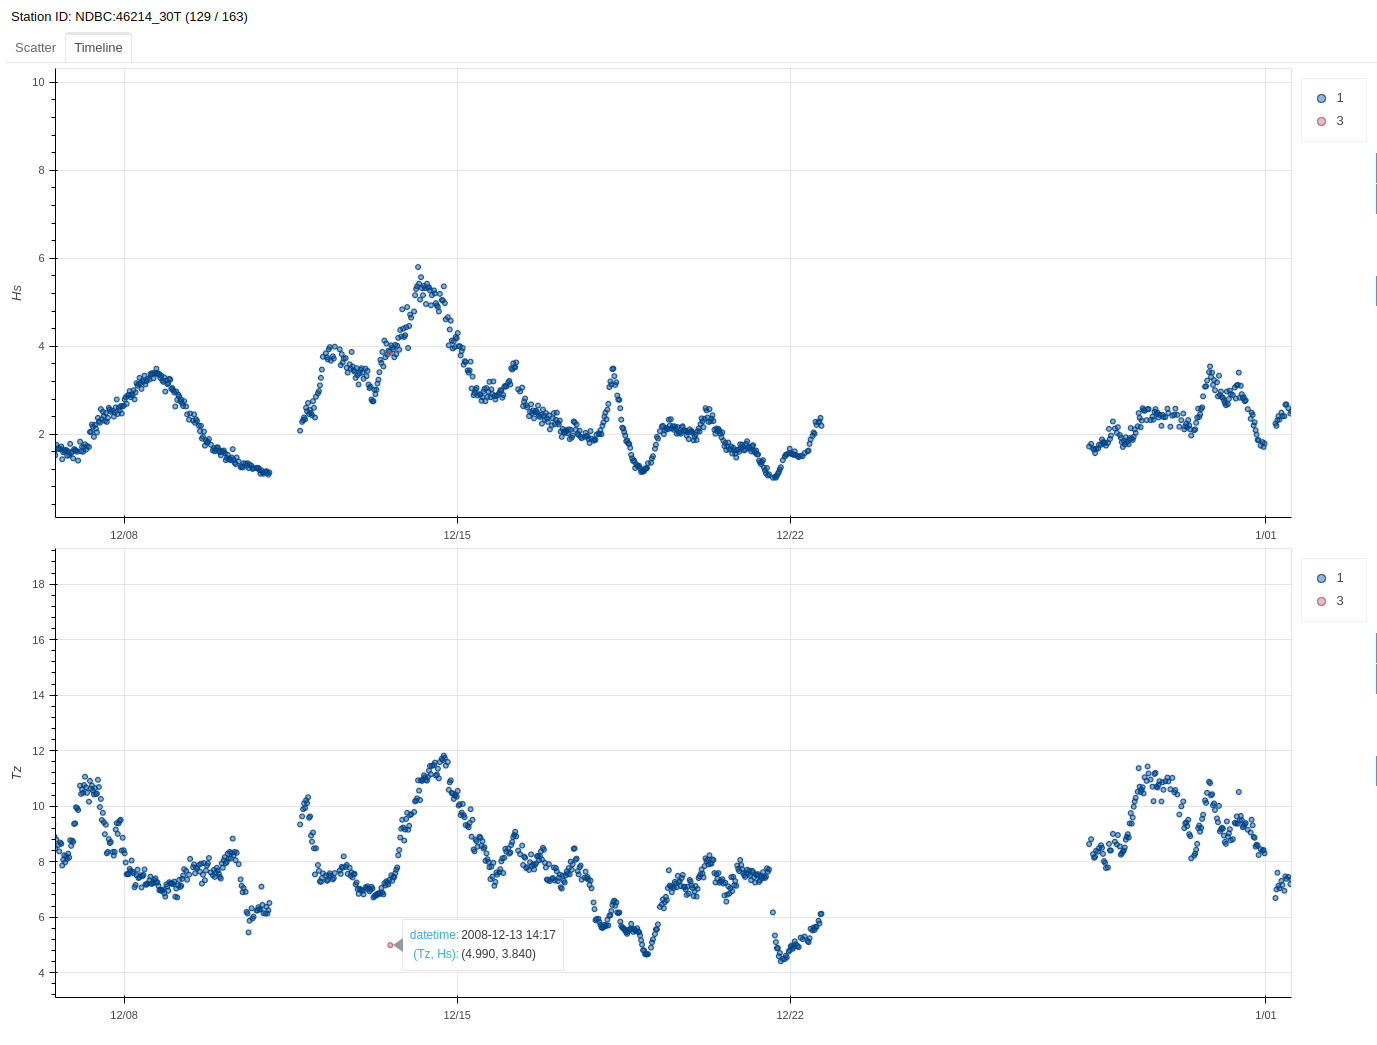 Station ID: NDBC:46214_30T (129 / 163)
Scatter Timeline
10
8
6
4
2
Hs
12/08 12/15 12/22 1/01
1
3
18
16
14
12
10
8
6
4
Tz
12/08 12/15 12/22 1/01
1
3
datetime: 2008-12-13 14:17
(Tz, Hs): (4.990, 3.840)